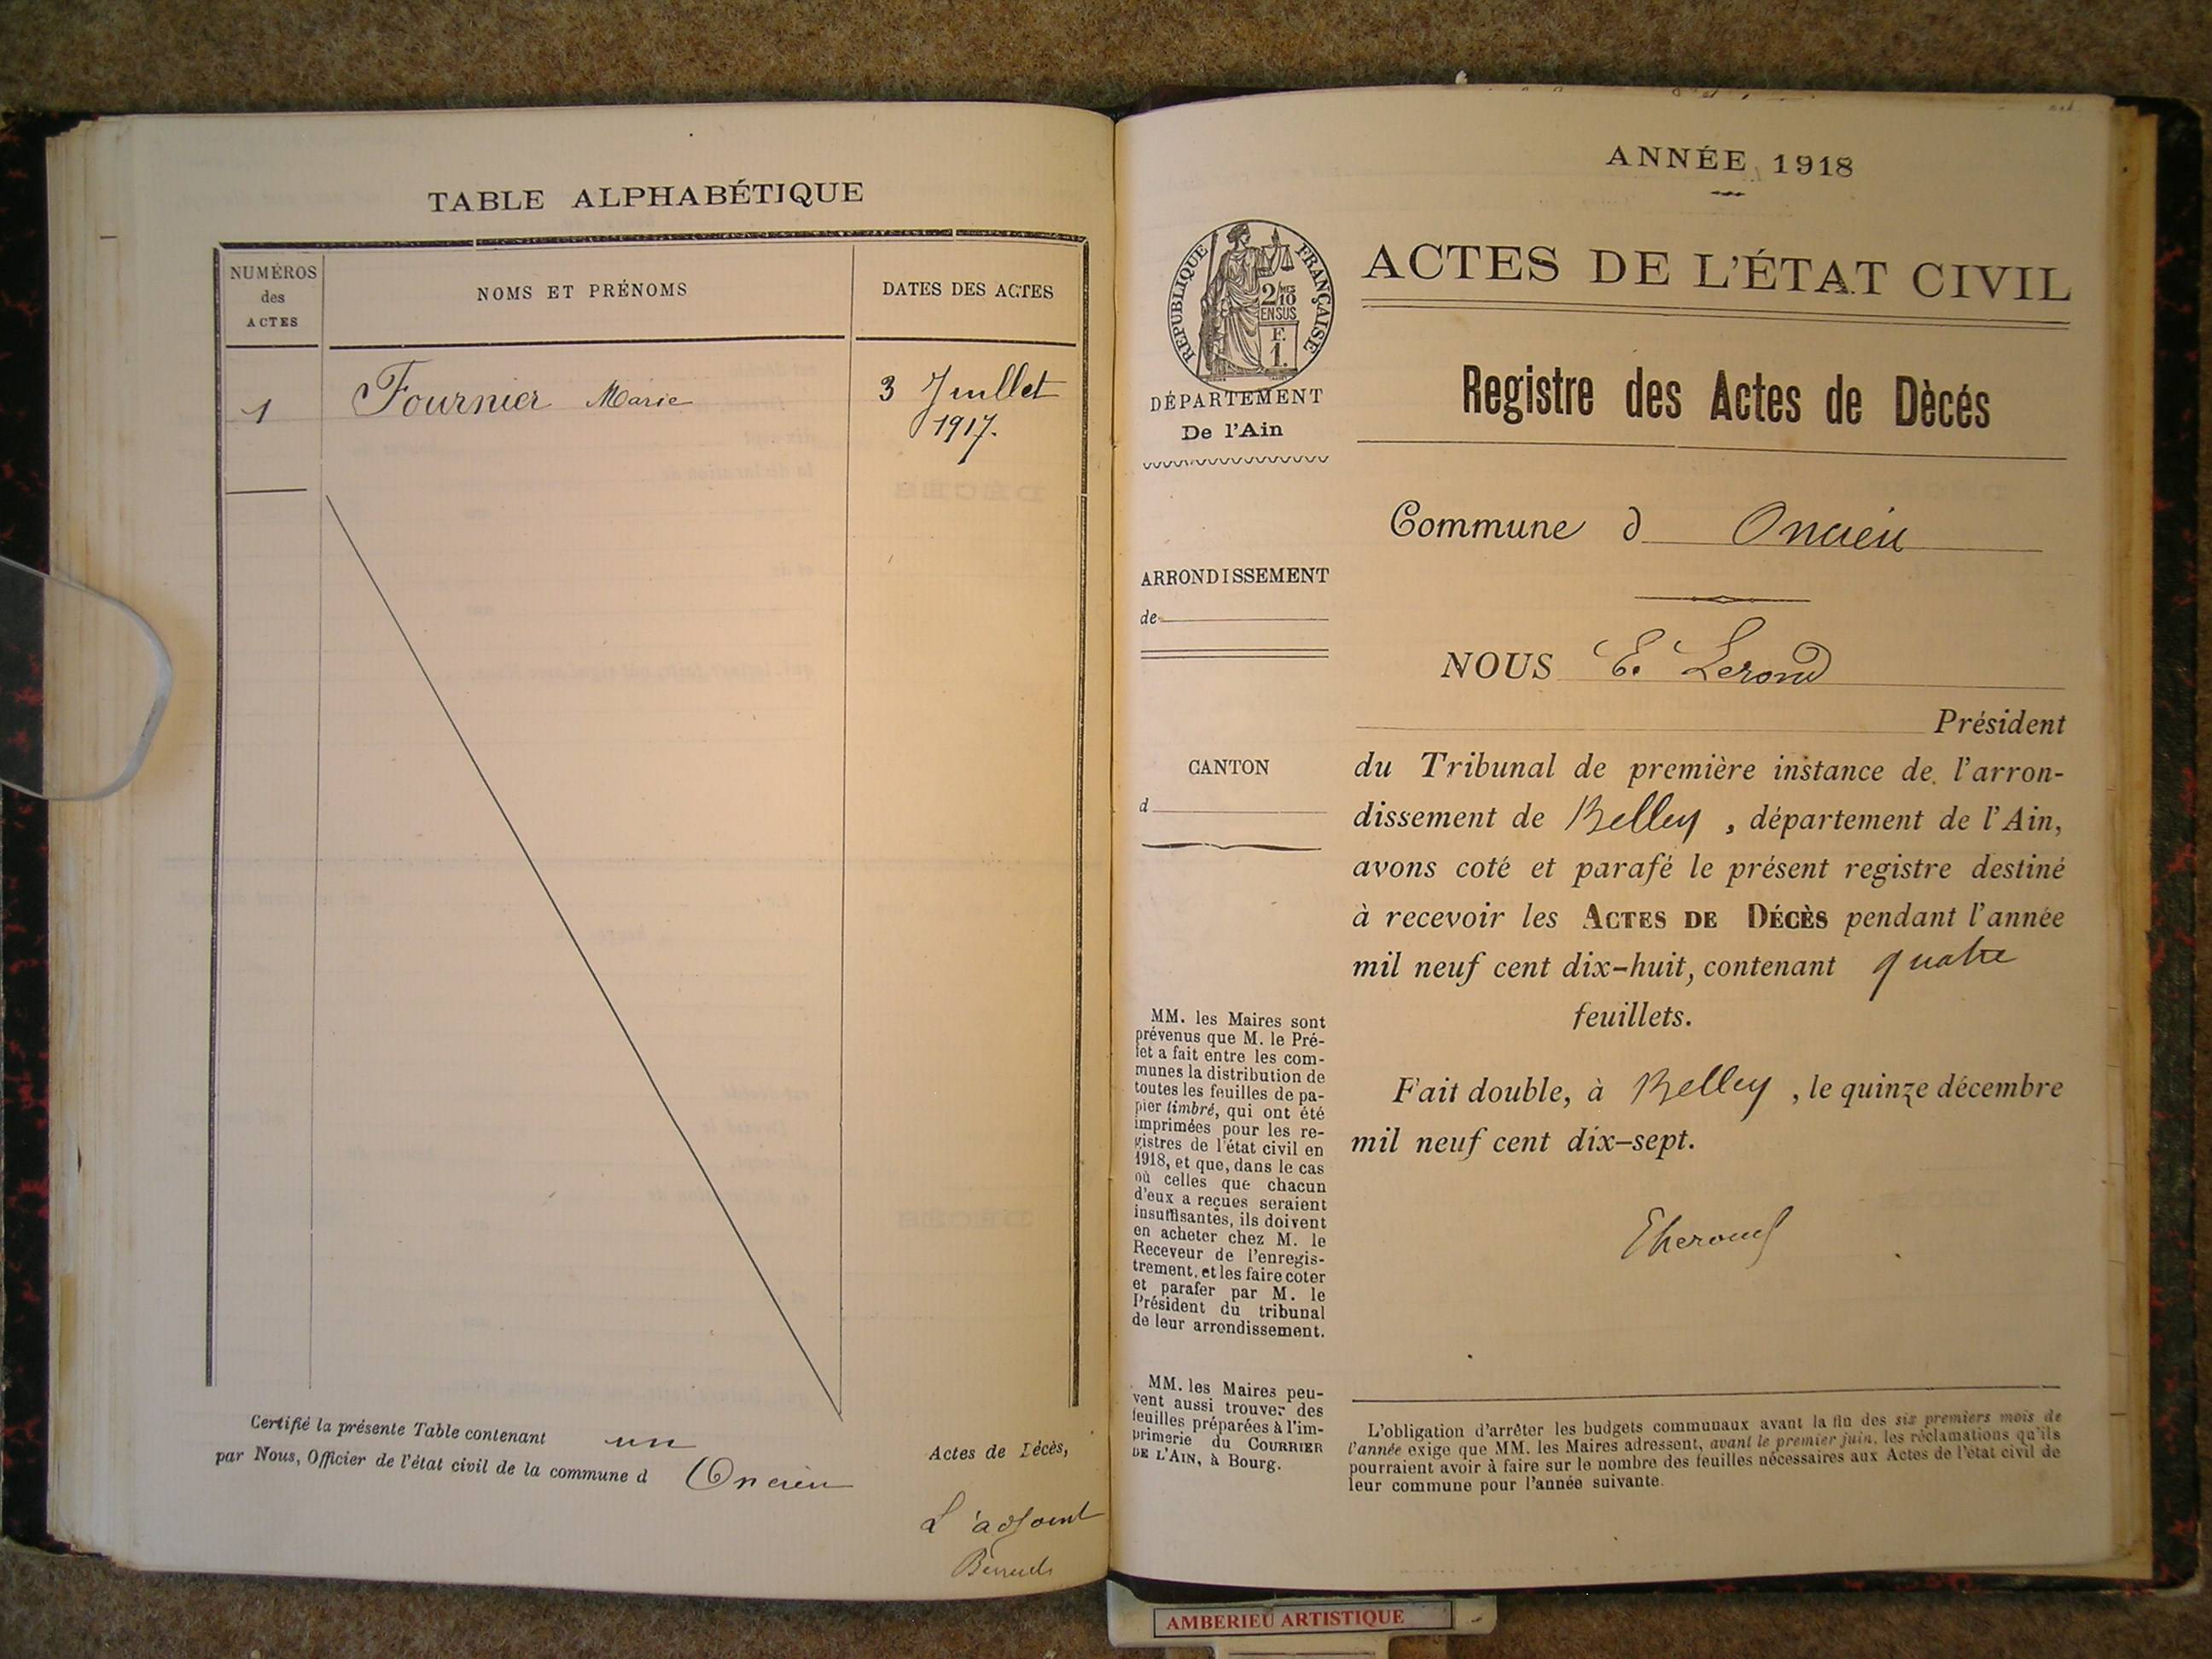 TABLE ALPHABÉTIQUE
NUMÉROS
des
ACTES
NOMS ET PRÉNOMS
DATES DES ACTES
1
Fournier Marie
3 Juillet
1917.
Certifié la présente Table contenant un Actes de Décès,
par Nous, Officier de l'état civil de la commune d Oncieu
L'adjoint
ANNÉE 1918
REPUBLIQUE FRANÇAISE
2/10
EN SUS
F.
1.
DÉPARTEMENT
De l'Ain
ARRONDISSEMENT
de
CANTON
d
MM. les Maires sont
prévenus que M. le Pré-
fet a fait entre les com-
munes la distribution de
toutes les feuilles de pa-
pier timbré, qui ont été
imprimées pour les re-
gistres de l'état civil en
1918, et que, dans le cas
où celles que chacun
d'eux a reçues seraient
insuffisantes, ils doivent
en acheter chez M. le
Receveur de l'enregis-
trement, et les faire coter
et parafer par M. le
Président du tribunal
de leur arrondissement.
MM. les Maires peu-
vent aussi trouver des
feuilles préparées à l'im-
primerie du COURRIER
DE L'AIN, à Bourg.
ACTES DE L'ÉTAT CIVIL
Registre des Actes de Dècés
Commune d Oncieu
NOUS E. Lerond
Président
du Tribunal de première instance de l'arron-
dissement de Belley, département de l'Ain,
avons coté et parafé le présent registre destiné
à recevoir les ACTES DE DÉCÈS pendant l'année
mil neuf cent dix-huit, contenant quatre
feuillets.
Fait double, à Belley, le quinze décembre
mil neuf cent dix-sept.
L'obligation d'arrêter les budgets communaux avant la fin des six premiers mois de
l'année exige que MM. les Maires adressent, avant le premier juin, les réclamations qu'ils
pourraient avoir à faire sur le nombre des feuilles nécessaires aux Actes de l'état civil de
leur commune pour l'année suivante.
AMBERIEU ARTISTIQUE